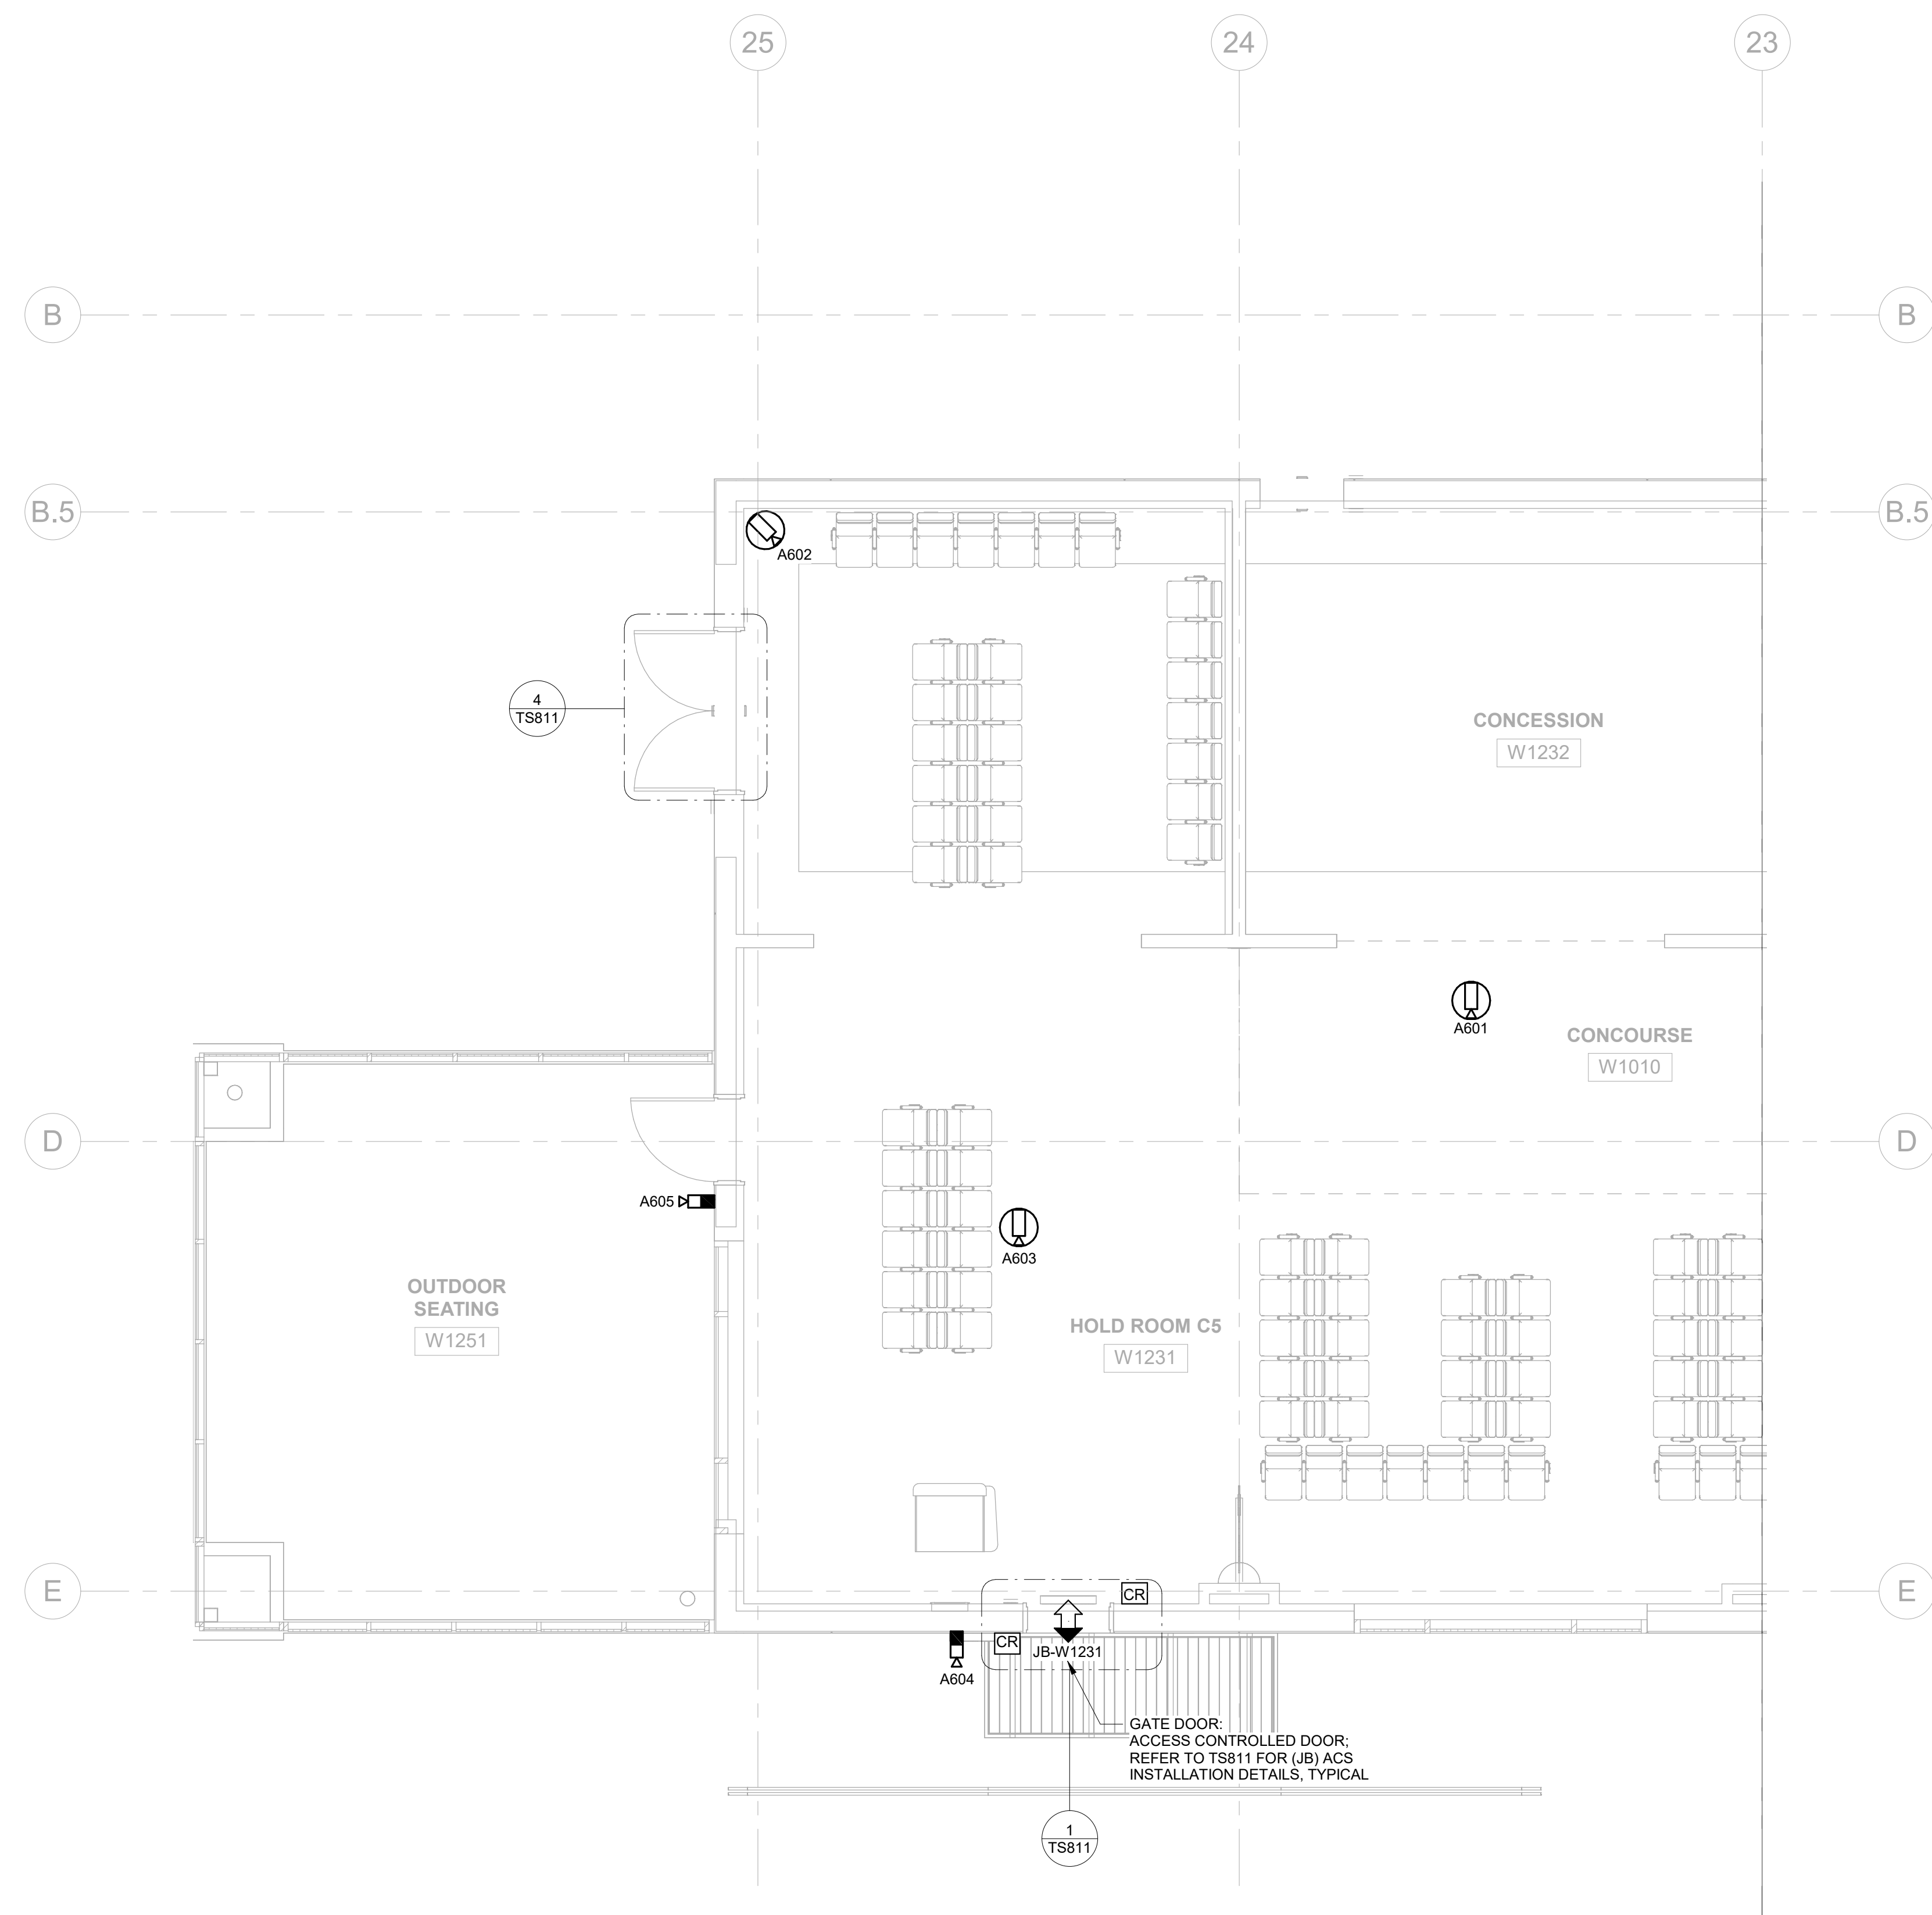 25
24
23
B
B
B.5
B.5
A602
4
TS811
CONCESSION
W1232
A601
CONCOURSE
W1010
D
D
A605
A603
OUTDOOR
SEATING
W1251
HOLD ROOM C5
W1231
E
E
CR
CR
JB-W1231
A604
GATE DOOR:
ACCESS CONTROLLED DOOR;
REFER TO TS811 FOR (JB) ACS
INSTALLATION DETAILS, TYPICAL
1
TS811